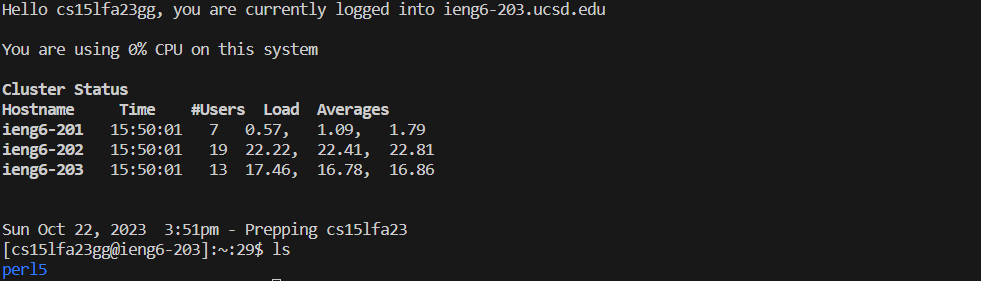 Hello cs15lfa23gg, you are currently logged into ieng6-203.ucsd.edu
You are using 0% CPU on this system
Cluster Status
Hostname     Time    #Users  Load  Averages
ieng6-201   15:50:01   7   0.57,   1.09,   1.79
ieng6-202   15:50:01   19  22.22,  22.41,  22.81
ieng6-203   15:50:01   13  17.46,  16.78,  16.86
Sun Oct 22, 2023  3:51pm - Prepping cs15lfa23
[cs15lfa23gg@ieng6-203]:~:29$ ls
perl5